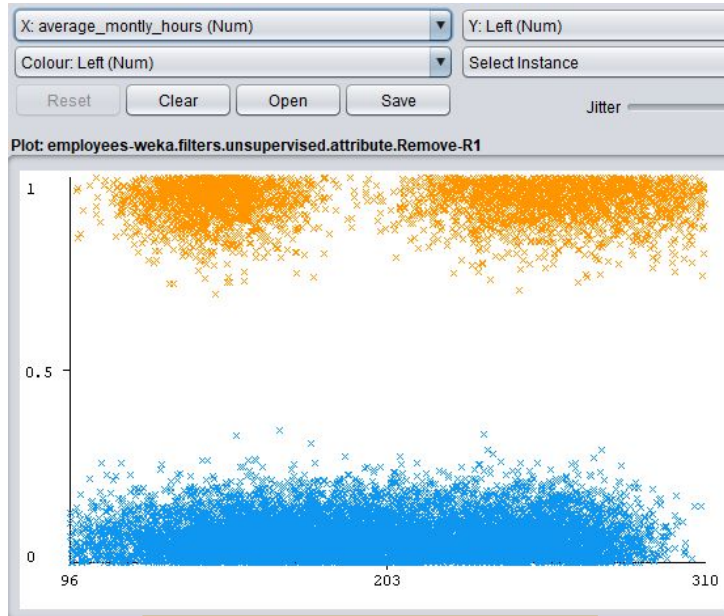 X: average_montly_hours (Num)
Y: Left (Num)
Colour: Left (Num)
Select Instance
Reset
Clear
Open
Save
Jitter
Plot: employees-weka.filters.unsupervised.attribute.Remove-R1
1
0.5
0
96
203
310